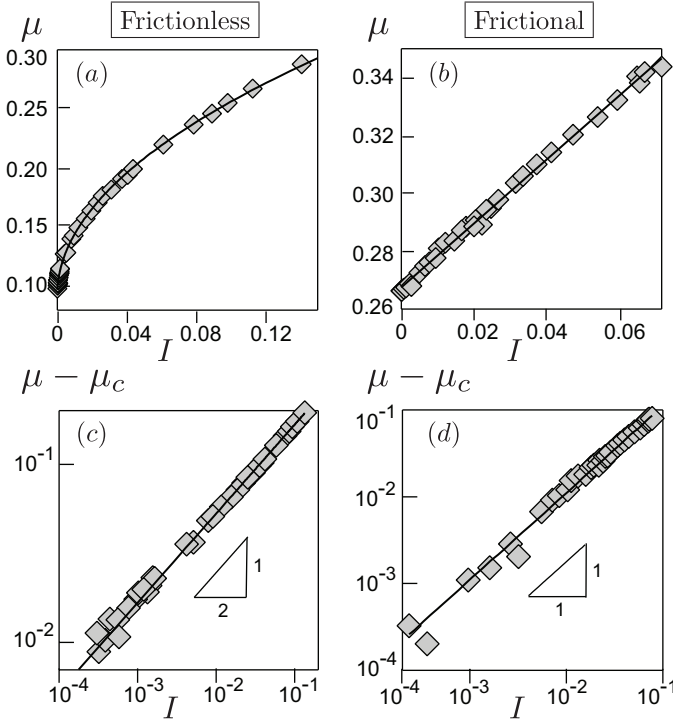 Frictionless
Frictional
μ
μ
(a)
0.30
0.25
0.20
0.15
0.10
0
0.04
0.08
0.12
I
(b)
0.34
0.32
0.30
0.28
0.26
0
0.02
0.04
0.06
I
μ − μc
μ − μc
(c)
10-1
10-2
1
2
10-4
10-3
10-2
10-1
I
(d)
10-1
10-2
10-3
10-4
1
1
10-4
10-3
10-2
10-1
I